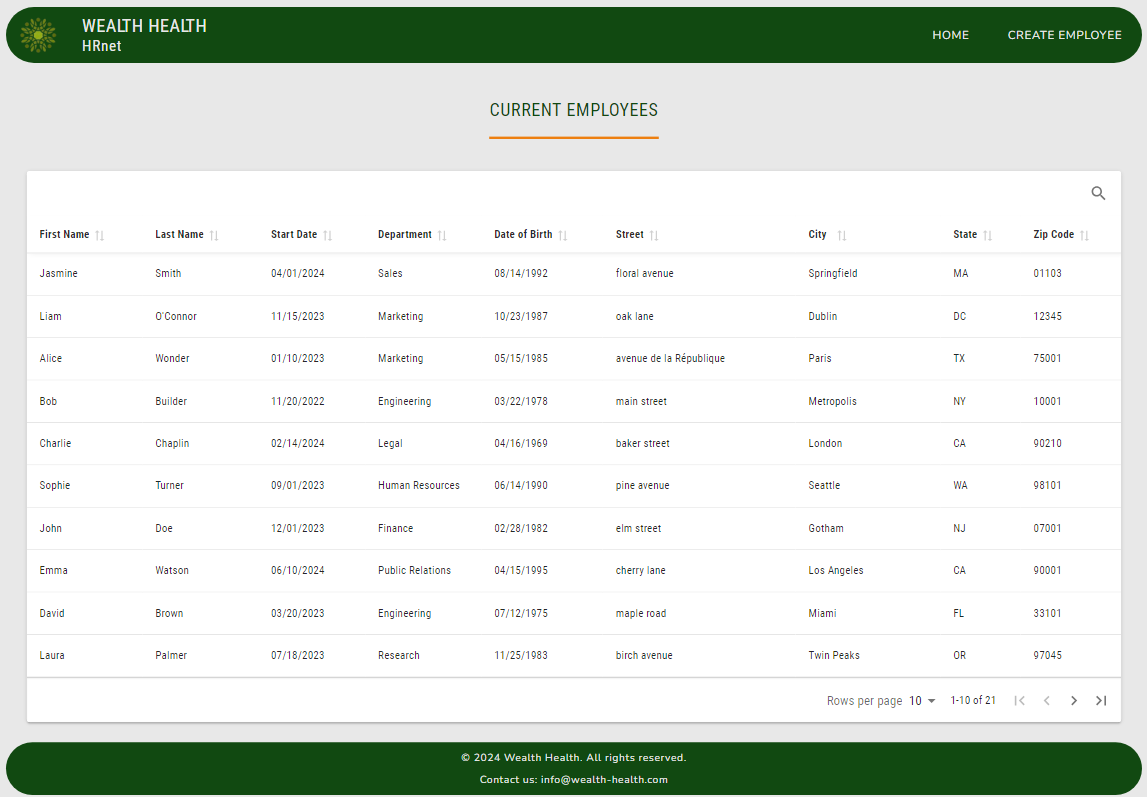 WEALTH HEALTH
HRnet
HOME CREATE EMPLOYEE
CURRENT EMPLOYEES
First Name Last Name Start Date Department Date of Birth Street City State Zip Code
Jasmine Smith 04/01/2024 Sales 08/14/1992 floral avenue Springfield MA 01103
Liam O'Connor 11/15/2023 Marketing 10/23/1987 oak lane Dublin DC 12345
Alice Wonder 01/10/2023 Marketing 05/15/1985 avenue de la République Paris TX 75001
Bob Builder 11/20/2022 Engineering 03/22/1978 main street Metropolis NY 10001
Charlie Chaplin 02/14/2024 Legal 04/16/1969 baker street London CA 90210
Sophie Turner 09/01/2023 Human Resources 06/14/1990 pine avenue Seattle WA 98101
John Doe 12/01/2023 Finance 02/28/1982 elm street Gotham NJ 07001
Emma Watson 06/10/2024 Public Relations 04/15/1995 cherry lane Los Angeles CA 90001
David Brown 03/20/2023 Engineering 07/12/1975 maple road Miami FL 33101
Laura Palmer 07/18/2023 Research 11/25/1983 birch avenue Twin Peaks OR 97045
Rows per page 10 1-10 of 21
© 2024 Wealth Health. All rights reserved.
Contact us: info@wealth-health.com